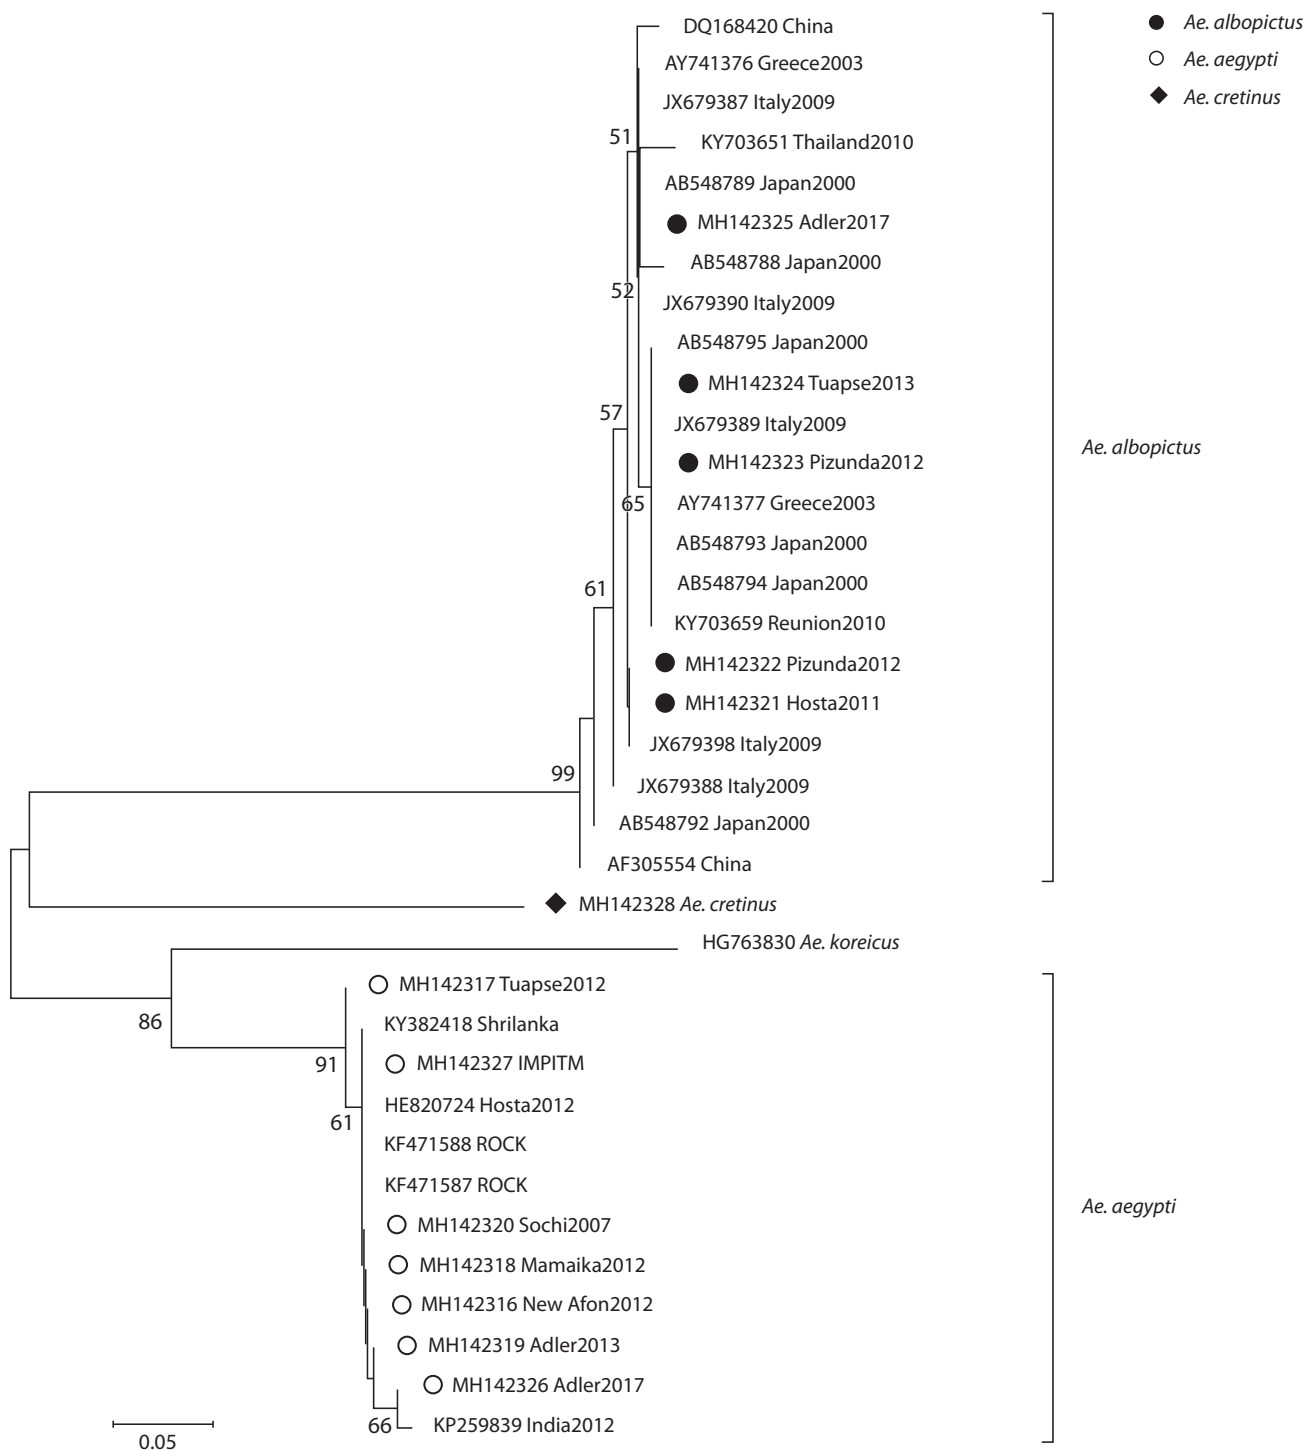 DQ168420 China
AY741376 Greece2003
JX679387 Italy2009
51
KY703651 Thailand2010
AB548789 Japan2000
MH142325 Adler2017
AB548788 Japan2000
52
JX679390 Italy2009
AB548795 Japan2000
MH142324 Tuapse2013
57
JX679389 Italy2009
MH142323 Pizunda2012
65
AY741377 Greece2003
AB548793 Japan2000
61
AB548794 Japan2000
KY703659 Reunion2010
MH142322 Pizunda2012
MH142321 Hosta2011
JX679398 Italy2009
99
JX679388 Italy2009
AB548792 Japan2000
AF305554 China
MH142328 Ae. cretinus
HG763830 Ae. koreicus
MH142317 Tuapse2012
86
KY382418 Shrilanka
91
MH142327 IMPITM
HE820724 Hosta2012
61
KF471588 ROCK
KF471587 ROCK
MH142320 Sochi2007
MH142318 Mamaika2012
MH142316 New Afon2012
MH142319 Adler2013
MH142326 Adler2017
66
KP259839 India2012
0.05
Ae. albopictus
Ae. aegypti
Ae. albopictus
Ae. aegypti
Ae. cretinus